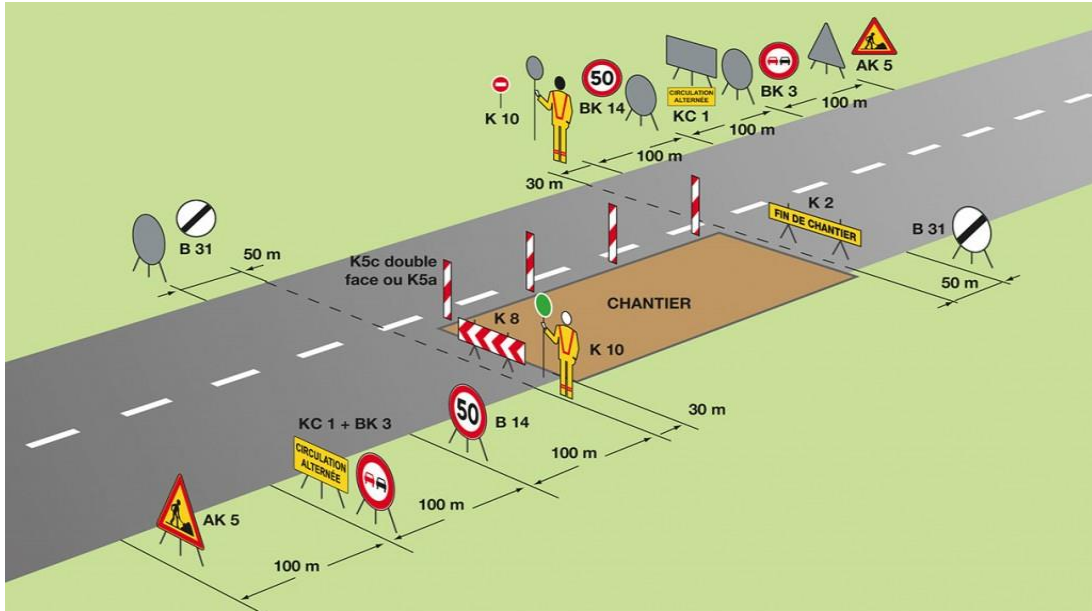 AK 5
100 m
BK 3
50
BK 14
KC 1
CIRCULATION
ALTERNÉE
K 10
100 m
100 m
30 m
K 2
FIN DE CHANTIER
B 31
50 m
B 31
50 m
K5c double
face ou K5a
CHANTIER
K 8
K 10
30 m
50
B 14
100 m
KC 1 + BK 3
CIRCULATION
ALTERNÉE
100 m
AK 5
100 m